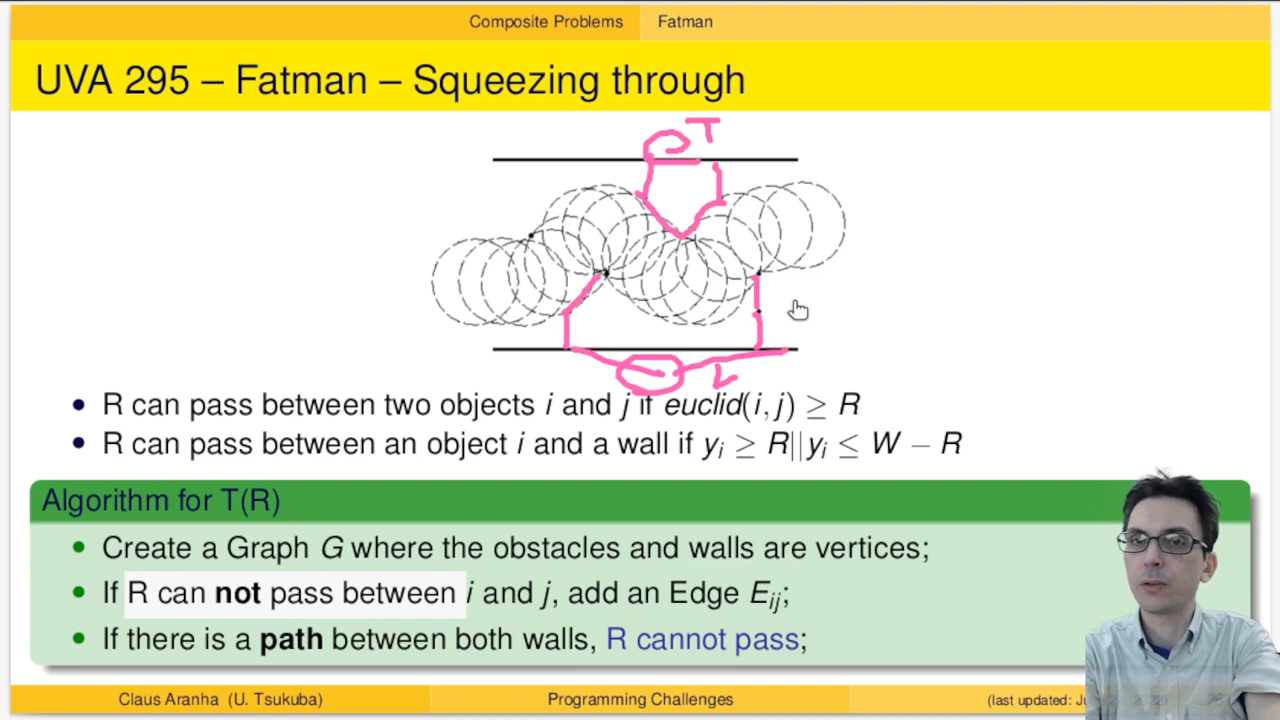 Composite Problems Fatman
UVA 295 – Fatman – Squeezing through
T
L
• R can pass between two objects i and j if euclid(i, j) ≥ R
• R can pass between an object i and a wall if yᵢ ≥ R||yᵢ ≤ W − R
Algorithm for T(R)
• Create a Graph G where the obstacles and walls are vertices;
• If R can not pass between i and j, add an Edge Eᵢⱼ;
• If there is a path between both walls, R cannot pass;
Claus Aranha (U. Tsukuba) Programming Challenges (last updated: